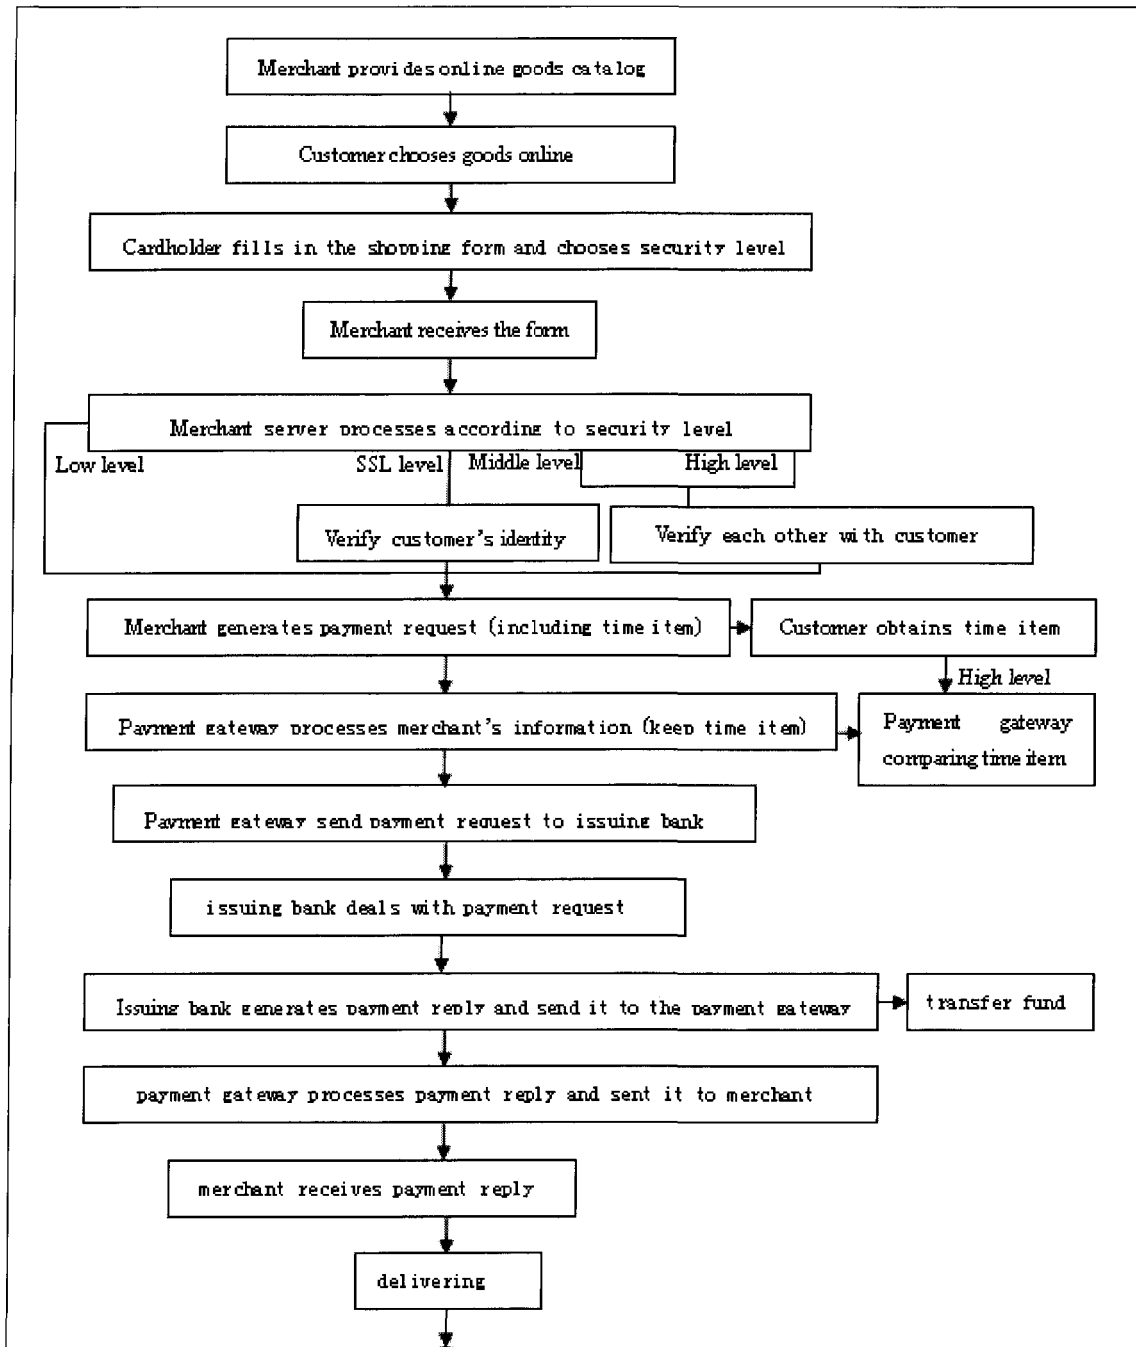 Merchant provides online goods catalog
Customer chooses goods online
Cardholder fills in the shopping form and chooses security level
Merchant receives the form
Merchant server processes according to security level
Low level
SSL level
Middle level
High level
Verify customer's identity
Verify each other with customer
Merchant generates payment request (including time item)
Customer obtains time item
High level
Payment gateway processes merchant's information (keep time item)
Payment gateway
comparing time item
Payment gateway send payment request to issuing bank
issuing bank deals with payment request
Issuing bank generates payment reply and send it to the payment gateway
transfer fund
payment gateway processes payment reply and sent it to merchant
merchant receives payment reply
delivering